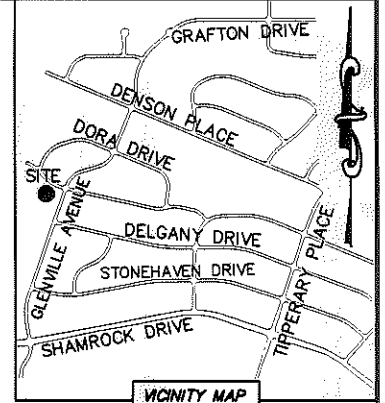 GRAFTON DRIVE
DENSON PLACE
DORA DRIVE
SITE
GLENVILLE AVENUE
DELGANY DRIVE
TIPPERARY PLACE
STONEHAVEN DRIVE
SHAMROCK DRIVE
VICINITY MAP